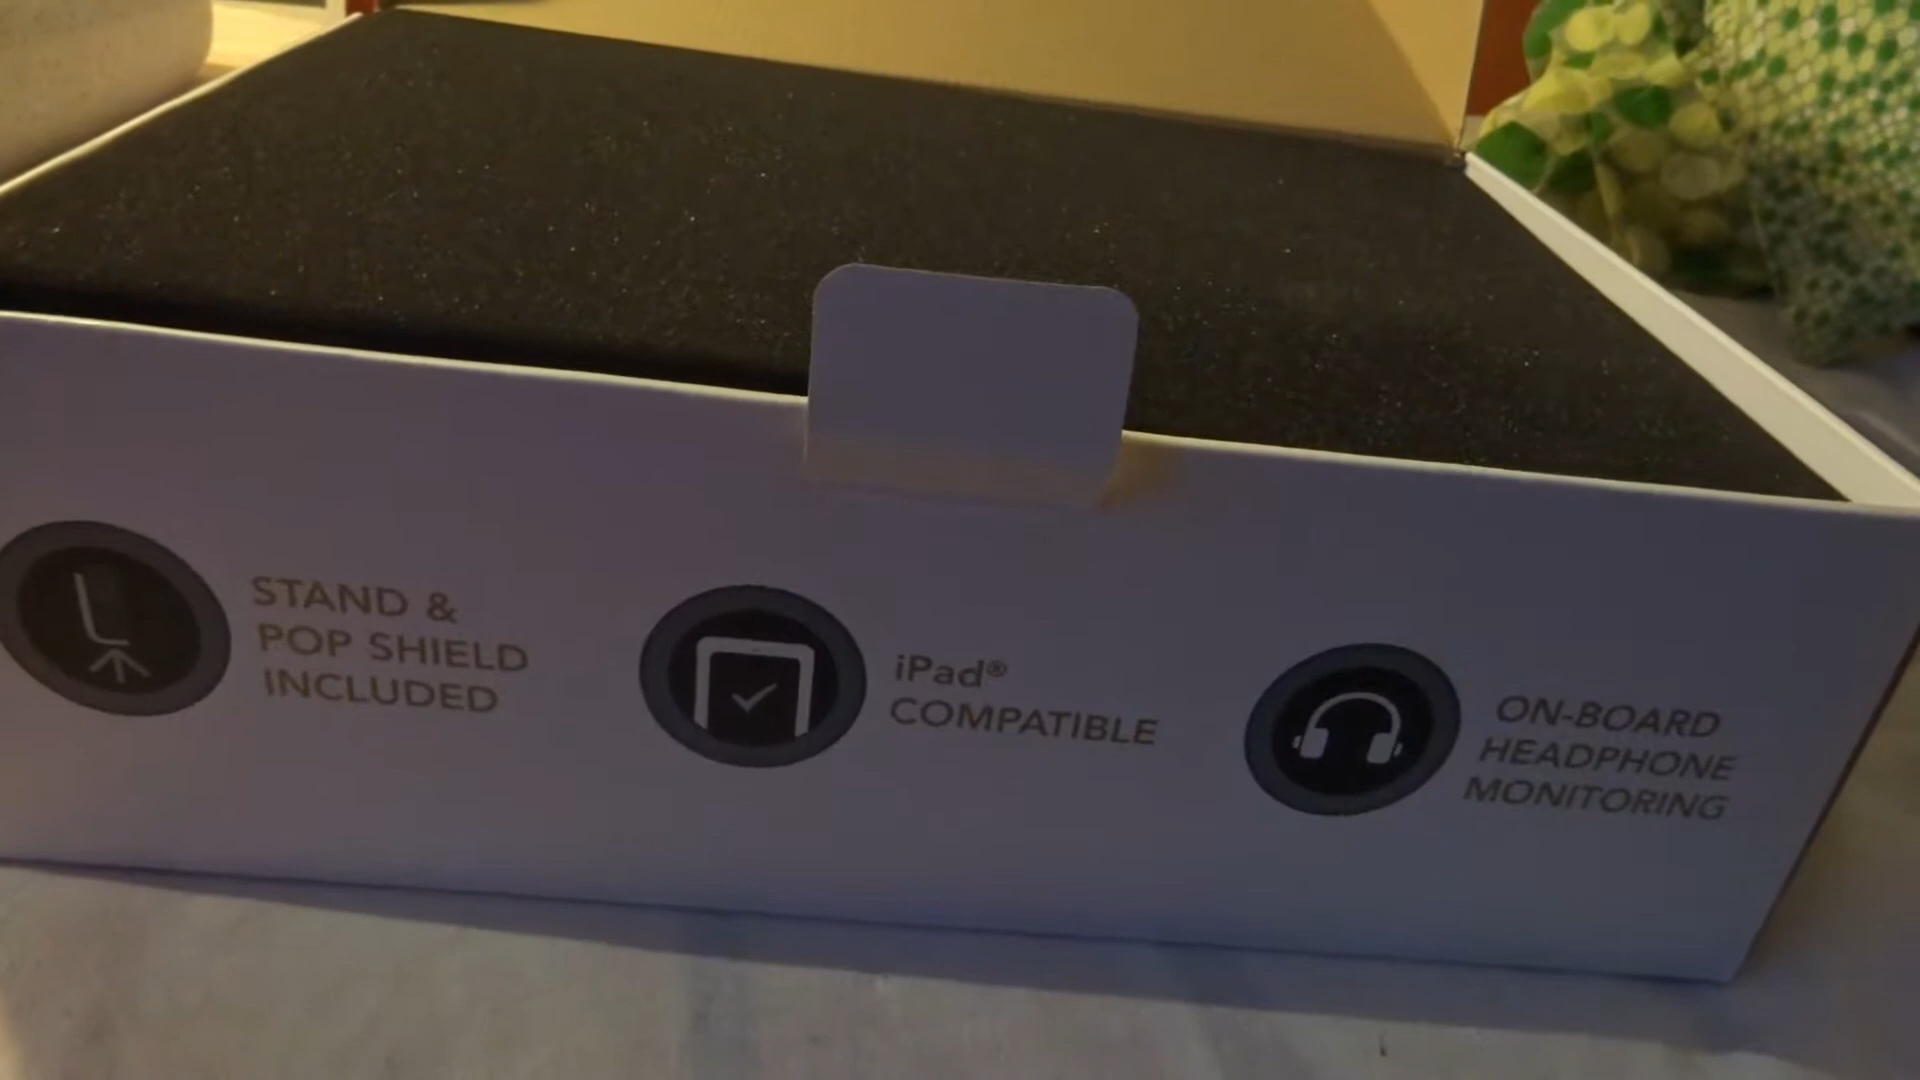 STAND &
POP SHIELD
INCLUDED
iPad®
COMPATIBLE
ON-BOARD
HEADPHONE
MONITORING